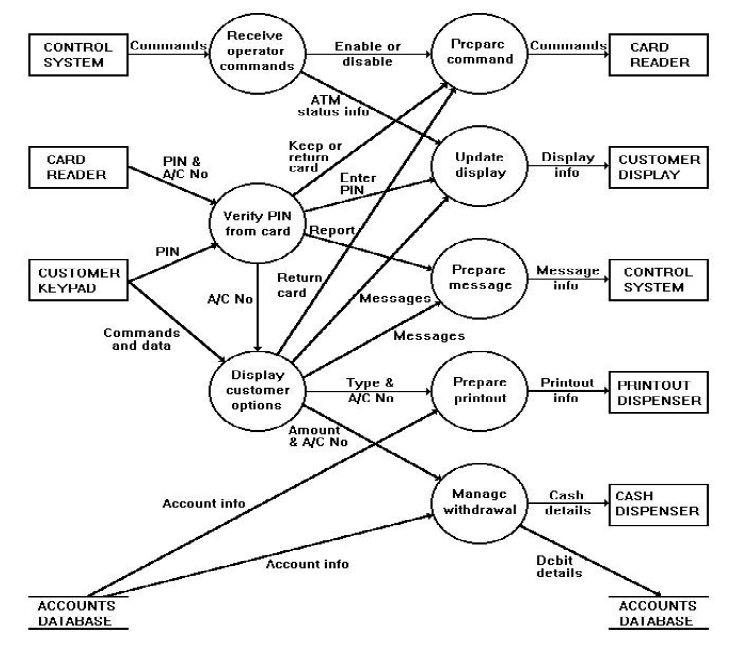 CONTROL
SYSTEM
Commands
Receive
operator
commands
Enable or
disable
Prepare
command
Commands
CARD
READER
ATM
status info
CARD
READER
PIN &
A/C No
Keep or
return
card
Enter
PIN
Update
display
Display
info
CUSTOMER
DISPLAY
Verify PIN
from card
Report
PIN
CUSTOMER
KEYPAD
A/C No
Return
card
Prepare
message
Message
info
CONTROL
SYSTEM
Messages
Messages
Commands
and data
Display
customer
options
Type &
A/C No
Prepare
printout
Printout
info
PRINTOUT
DISPENSER
Amount
& A/C No
Account info
Manage
withdrawal
Cash
details
CASH
DISPENSER
Account info
Debit
details
ACCOUNTS
DATABASE
ACCOUNTS
DATABASE